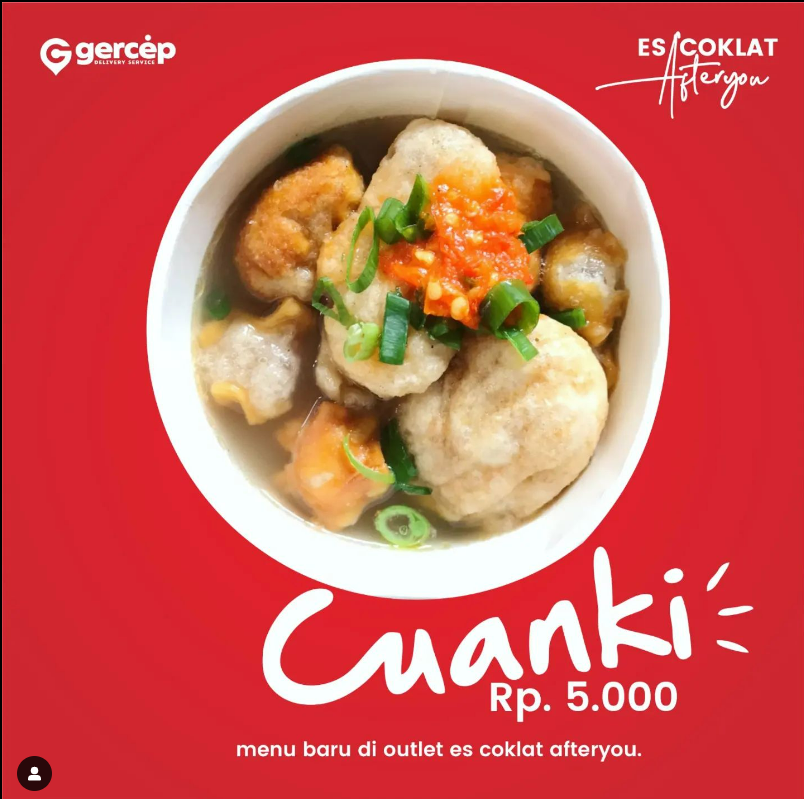 gercep
DELIVERY SERVICE
ES COKLAT
Afteryou
Cuanki
Rp. 5.000
menu baru di outlet es coklat afteryou.